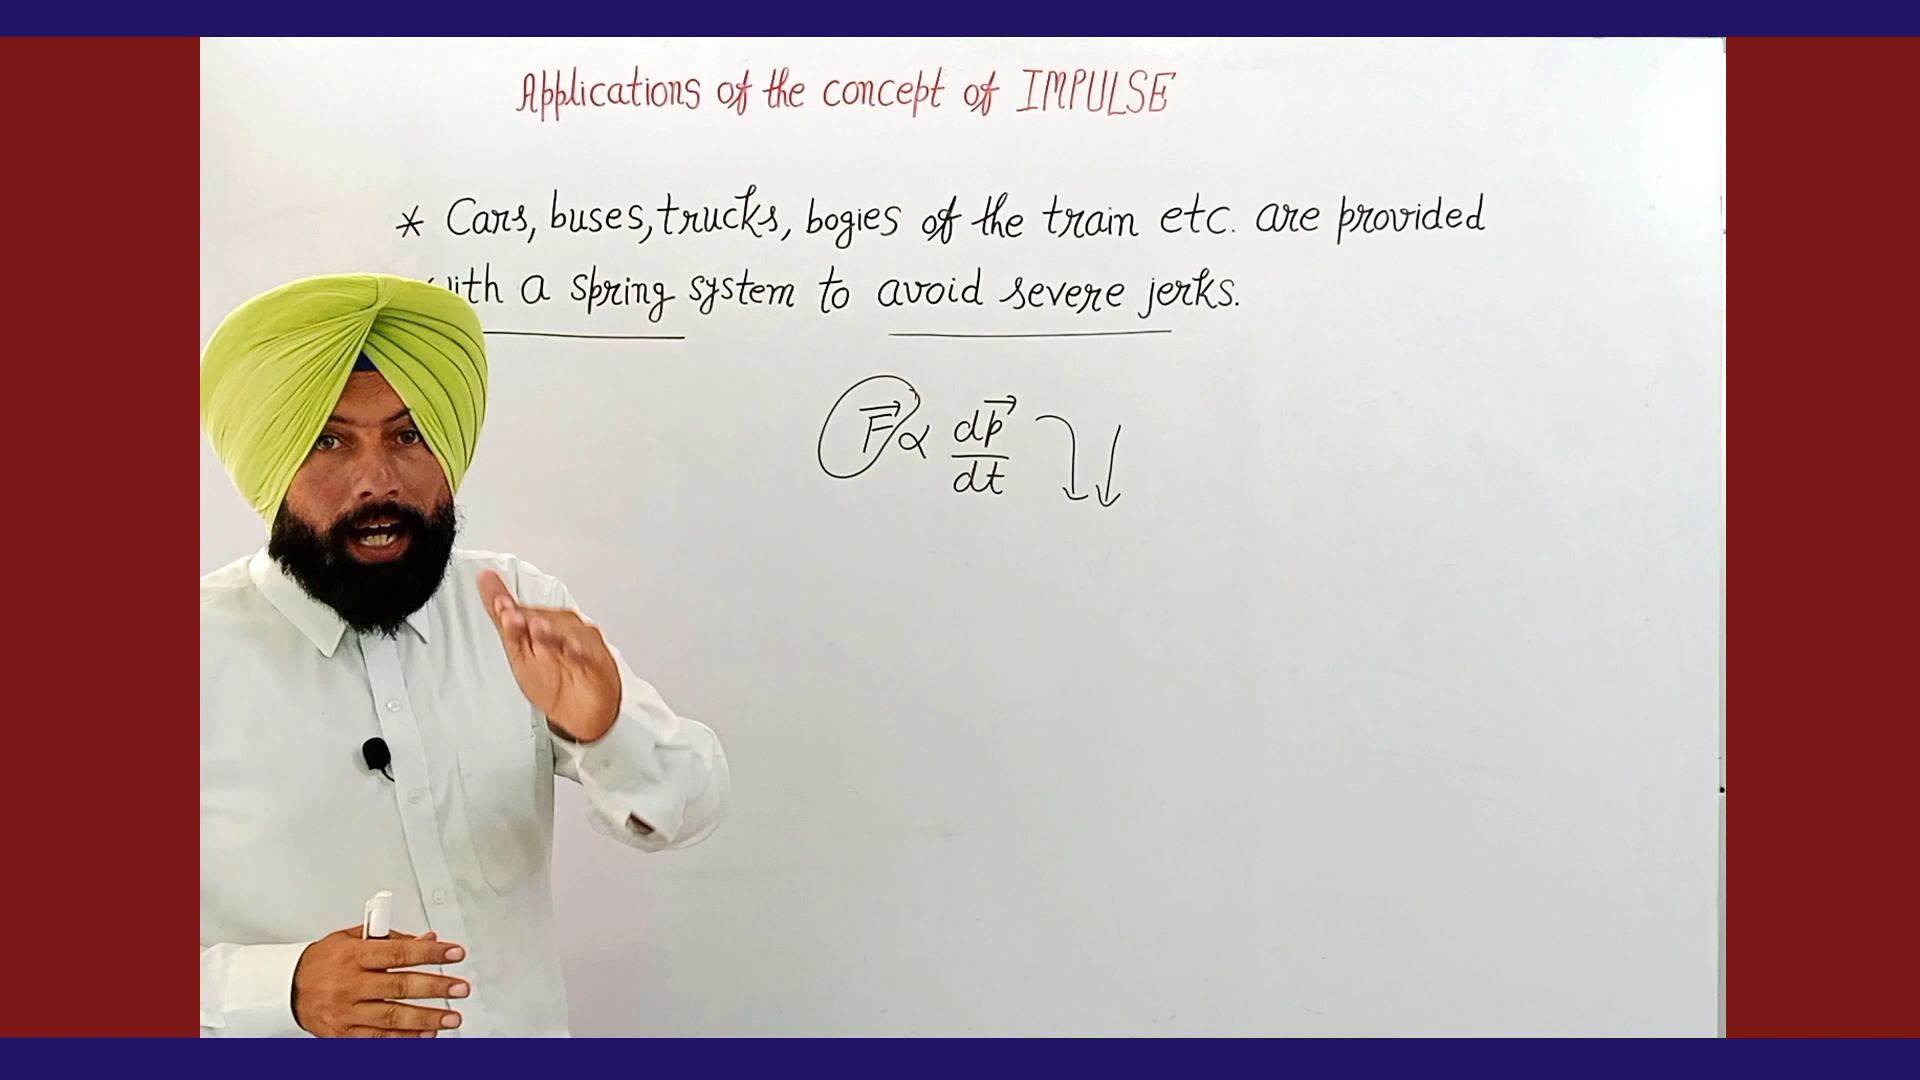 Applications of the concept of IMPULSE
* Cars, buses, trucks, bogies of the train etc. are provided
with a spring system to avoid severe jerks.
F⃗ ∝ dp⃗/dt